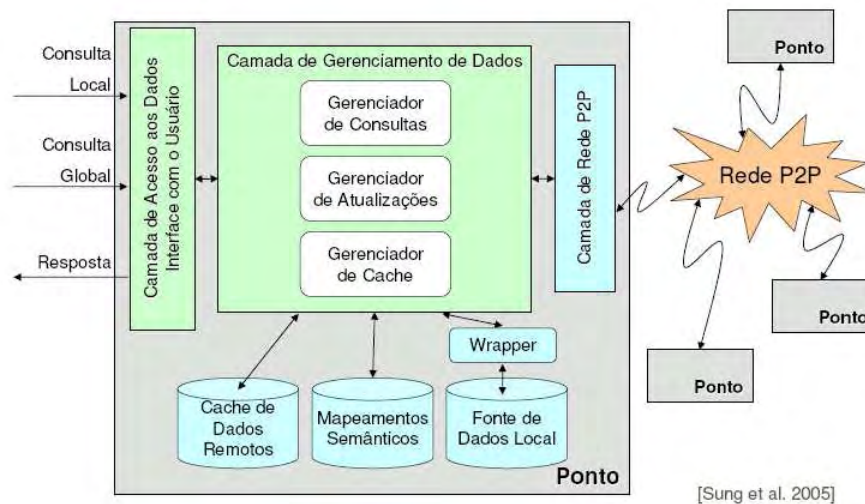 Consulta
Local
Consulta
Global
Resposta
Camada de Acesso aos Dados
Interface com o Usuário
Camada de Gerenciamento de Dados
Gerenciador
de Consultas
Gerenciador
de Atualizações
Gerenciador
de Cache
Camada de Rede P2P
Wrapper
Cache de
Dados
Remotos
Mapeamentos
Semânticos
Fonte de
Dados Local
Ponto
Ponto
Rede P2P
Ponto
Ponto
[Sung et al. 2005]